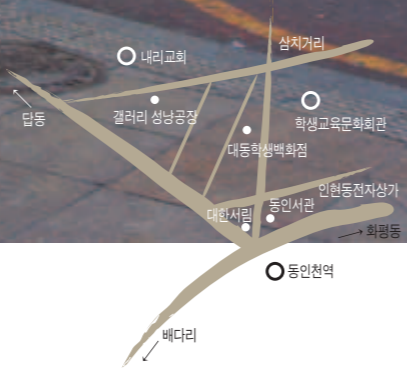 삼치거리
내리교회
갤러리 성냥공장
답동
학생교육문화회관
대동학생백화점
인현동전자상가
동인서관
대한서림
화평동
동인천역
배다리